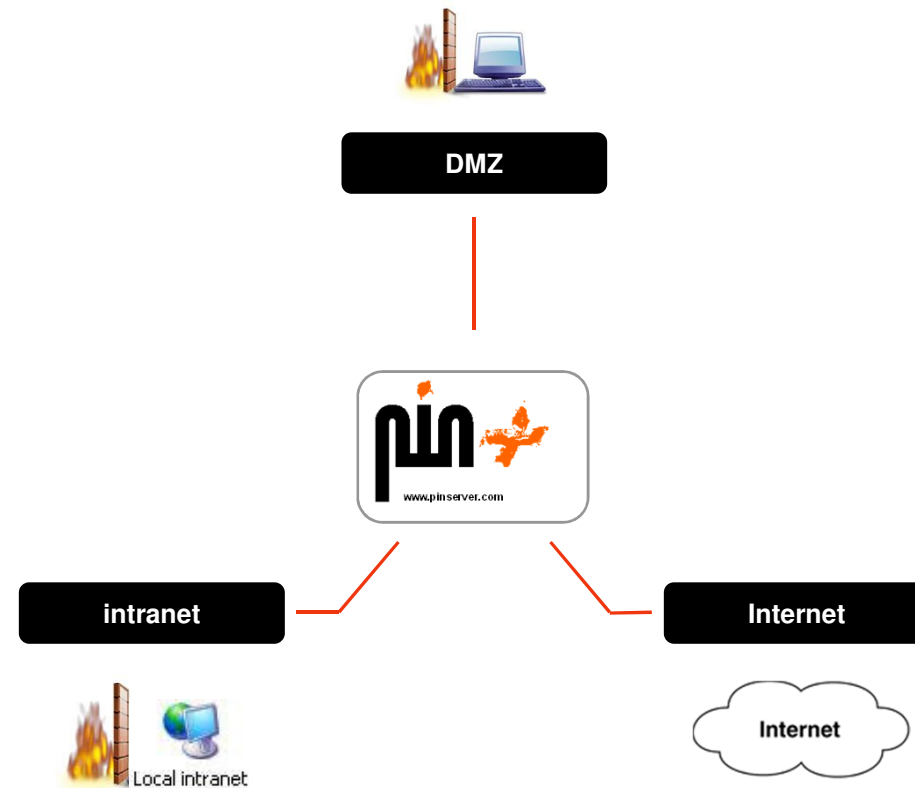 DMZ
pin
www.pinserver.com
intranet
Internet
Internet
Local intranet